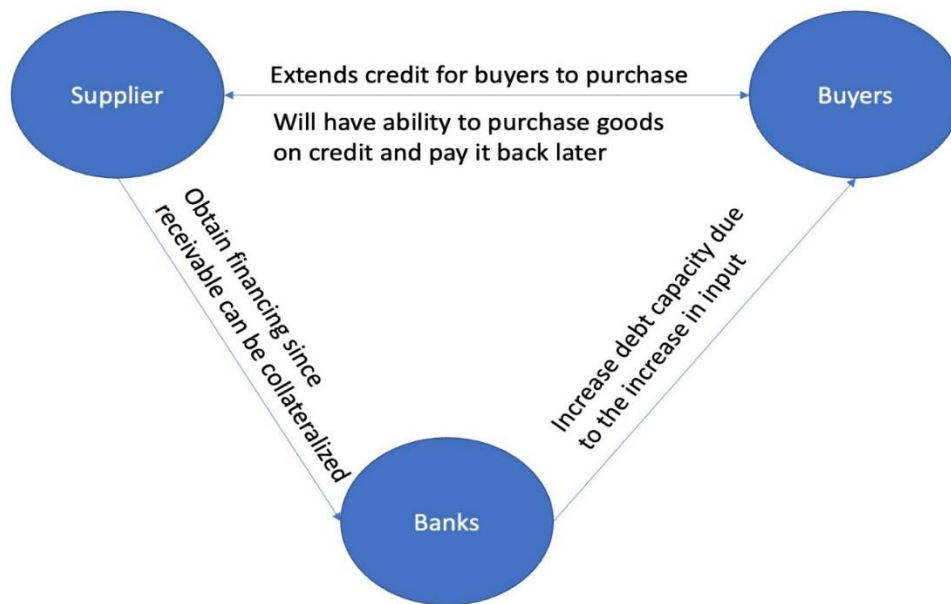 Supplier
Extends credit for buyers to purchase
Will have ability to purchase goods
on credit and pay it back later
Buyers
Obtain financing since
receivable can be collateralized
Increase debt capacity due
to the increase in input
Banks